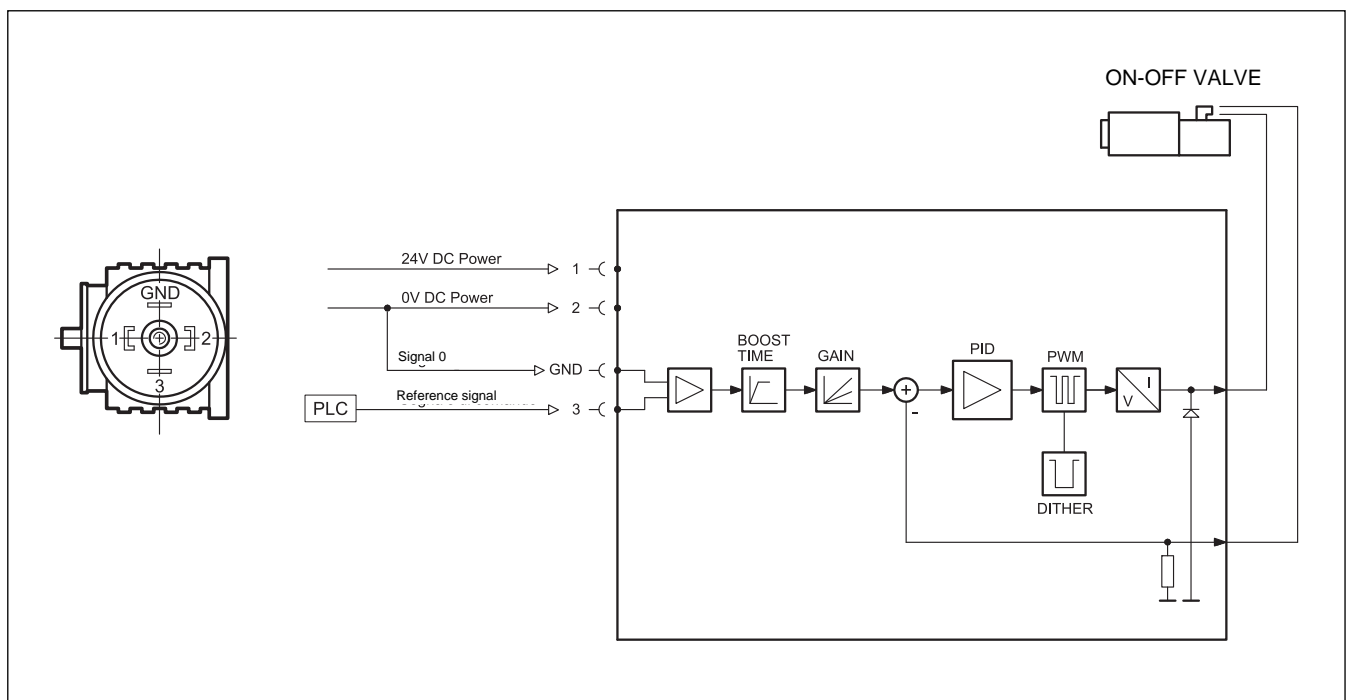 ON-OFF VALVE
24V DC Power
1
0V DC Power
2
GND
1
2
3
Signal 0
GND
Reference signal
PLC
3
BOOST
TIME
GAIN
+
-
PID
PWM
I
V
DITHER